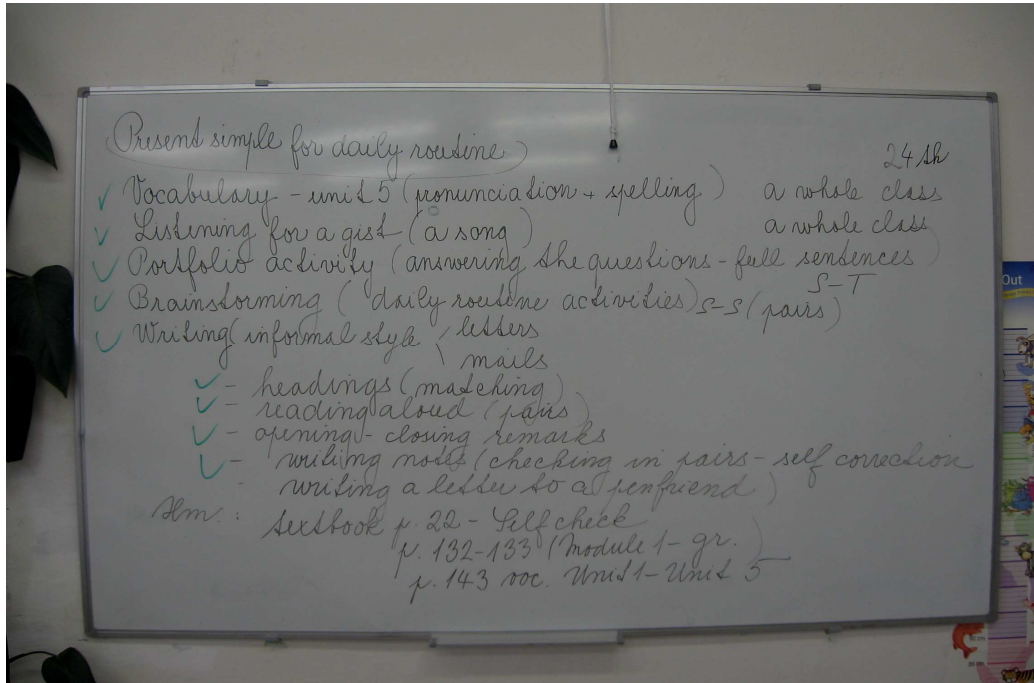 Present simple for daily routine
24th
Vocabulary - unit 5 (pronunciation + spelling) a whole class
Listening for a gist (a song) a whole class
Portfolio activity (answering the questions - full sentences)
S-T
Brainstorming (daily routine activities) S-S (pairs)
Writing (informal style / letters
\ mails
- headings (matching)
- reading aloud (pairs)
- opening - closing remarks
- writing notes (checking in pairs - self correction
- writing a letter to a penfriend)
Hm.: textbook p. 22 - Self check
p. 132-133 (Module 1 - gr.)
p. 143 voc. Unit 1 - Unit 5
Out